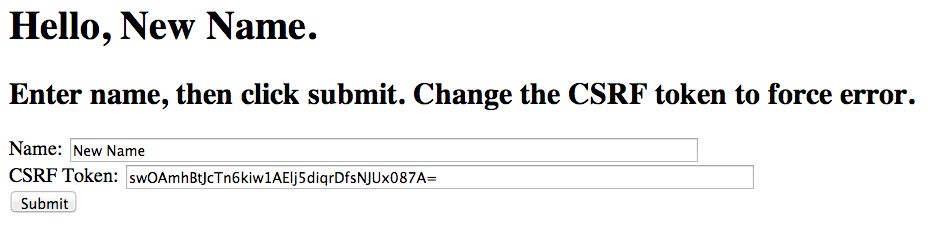 Hello, New Name.
Enter name, then click submit. Change the CSRF token to force error.
Name: New Name
CSRF Token: swOAmhBtJcTn6kiw1AEIj5diqrDfsNJUx087A=
Submit